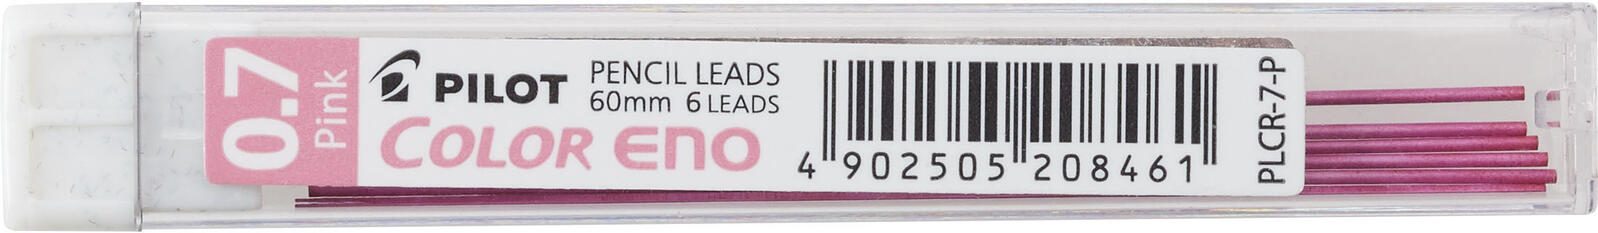 0.7
Pink
PILOT
PENCIL LEADS
60mm 6 LEADS
COLOR ENO
4 902505 208461
PLCR-7-P